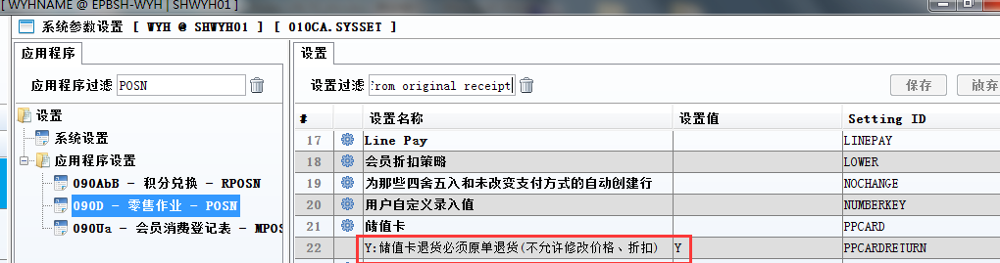 [ WYHNAME @ EPBSH-WYH | SHWYH01 ]
系统参数设置 [ WYH @ SHWYH01 ] [ 010CA.SYSSET ]
应用程序
应用程序过滤 POSN
设置
系统设置
应用程序设置
090AbB - 积分兑换 - RPOSN
090D - 零售作业 - POSN
090Ua - 会员消费登记表 - MPOS
设置
设置过滤 from original receipt 保存 放弃
# 设置名称 设置值 Setting ID
17 Line Pay LINEPAY
18 会员折扣策略 LOWER
19 为那些四舍五入和未改变支付方式的自动创建行 NOCHANGE
20 用户自定义录入值 NUMBERKEY
21 储值卡 PPCARD
22 Y:储值卡退货必须原单退货(不允许修改价格、折扣) Y PPCARDRETURN